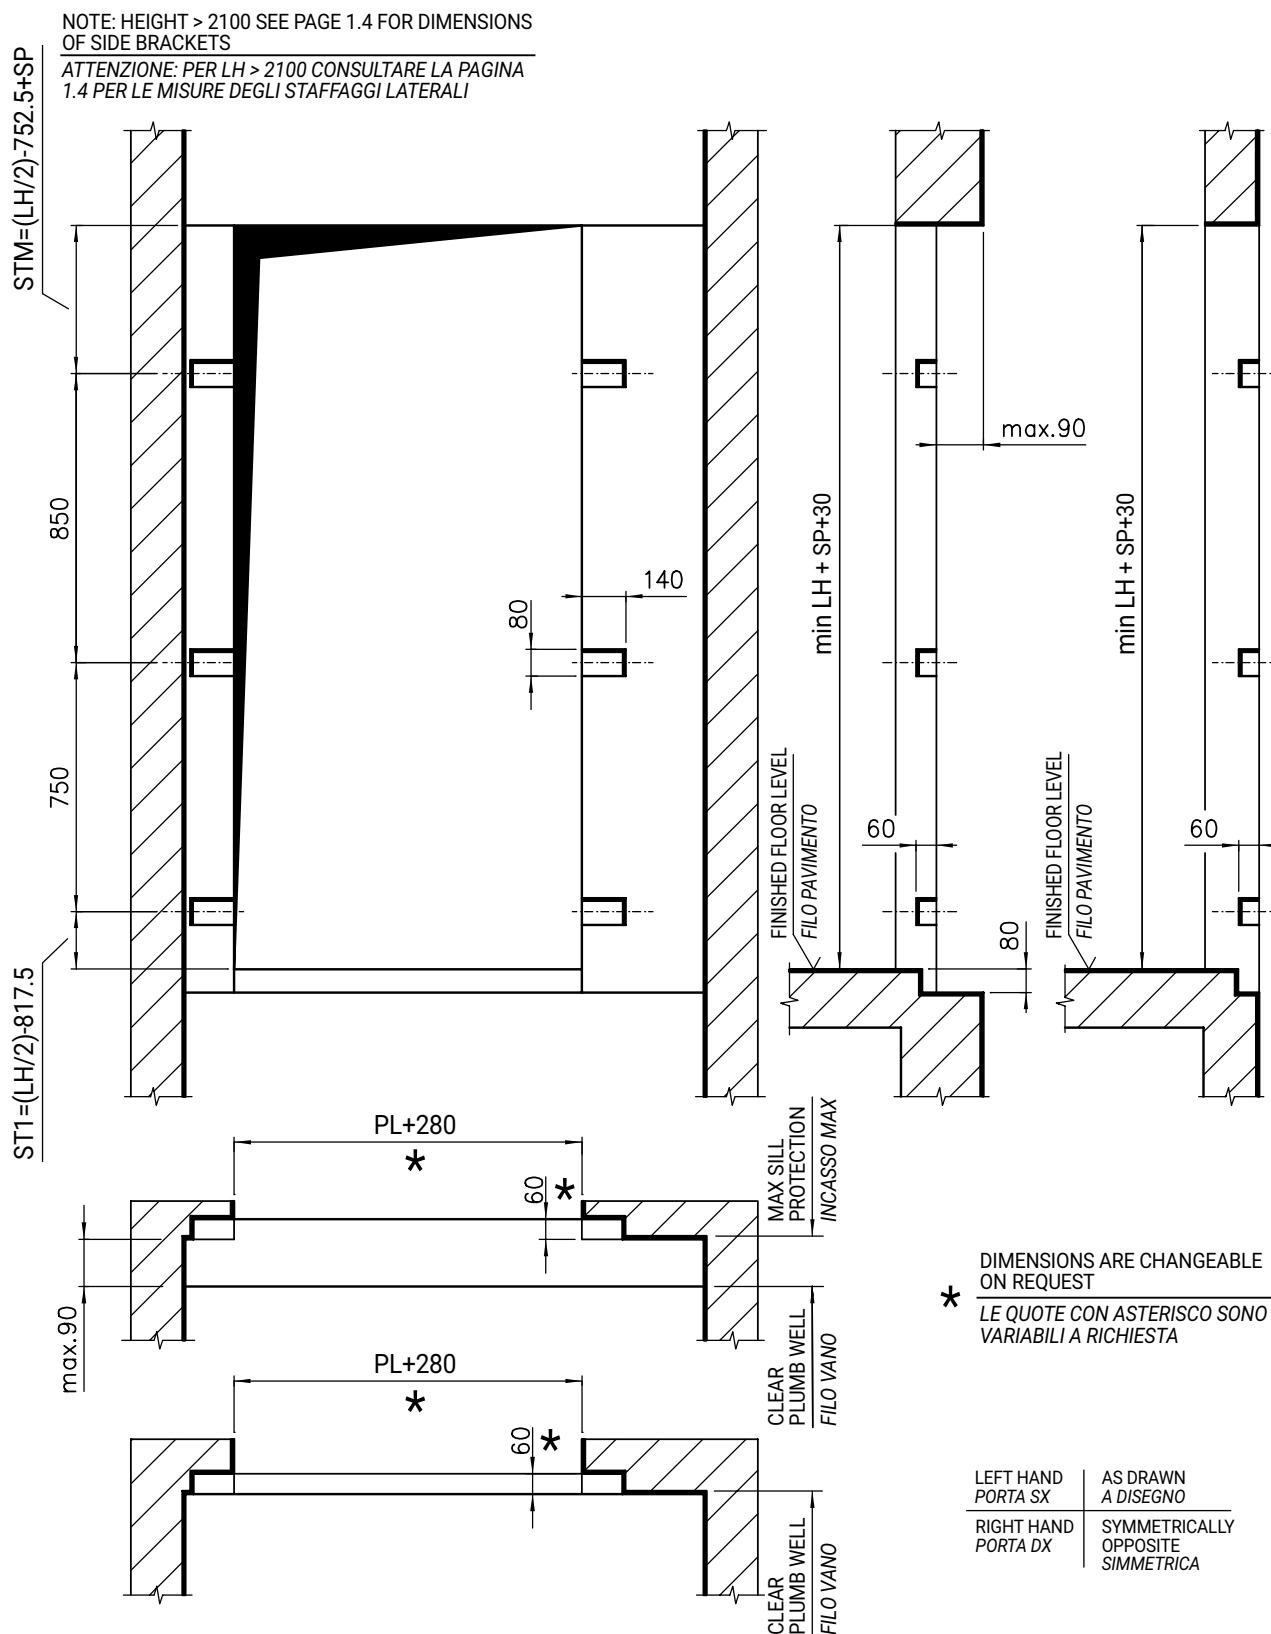 NOTE: HEIGHT > 2100 SEE PAGE 1.4 FOR DIMENSIONS
OF SIDE BRACKETS
ATTENZIONE: PER LH > 2100 CONSULTARE LA PAGINA
1.4 PER LE MISURE DEGLI STAFFAGGI LATERALI
STM=(LH/2)-752.5+SP
850
750
ST1=(LH/2)-817.5
140
80
max.90
min LH + SP+30
min LH + SP+30
FINISHED FLOOR LEVEL
FILO PAVIMENTO
60
80
FINISHED FLOOR LEVEL
FILO PAVIMENTO
60
PL+280
*
60 *
max.90
MAX SILL
PROTECTION
INCASSO MAX
CLEAR
PLUMB WELL
FILO VANO
* DIMENSIONS ARE CHANGEABLE
ON REQUEST
LE QUOTE CON ASTERISCO SONO
VARIABILI A RICHIESTA
PL+280
*
60 *
CLEAR
PLUMB WELL
FILO VANO
LEFT HAND AS DRAWN
PORTA SX A DISEGNO
RIGHT HAND SYMMETRICALLY
PORTA DX OPPOSITE
SIMMETRICA